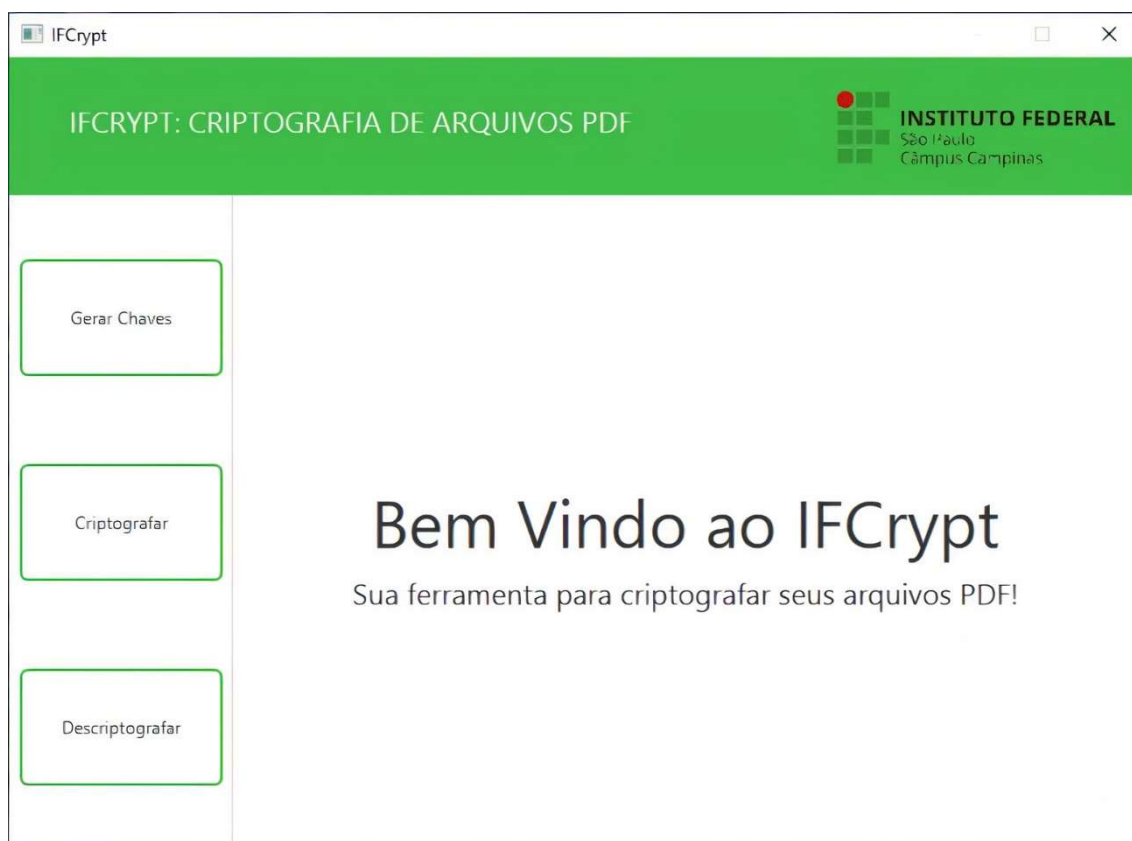 IFCrypt
IFCRYPT: CRIPTOGRAFIA DE ARQUIVOS PDF
INSTITUTO FEDERAL
São Paulo
Câmpus Campinas
Gerar Chaves
Criptografar
Bem Vindo ao IFCrypt
Sua ferramenta para criptografar seus arquivos PDF!
Descriptografar